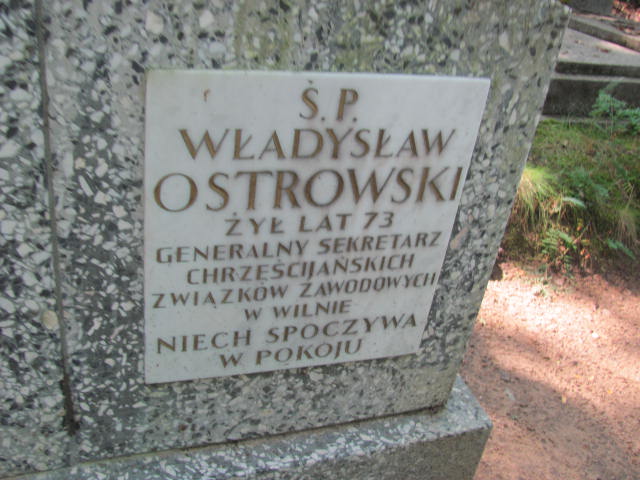 Ś.P.
WŁADYSŁAW
OSTROWSKI
ŻYŁ LAT 73
GENERALNY SEKRETARZ
CHRZEŚCIJAŃSKICH
ZWIĄZKÓW ZAWODOWYCH
W WILNIE
NIECH SPOCZYWA
W POKOJU